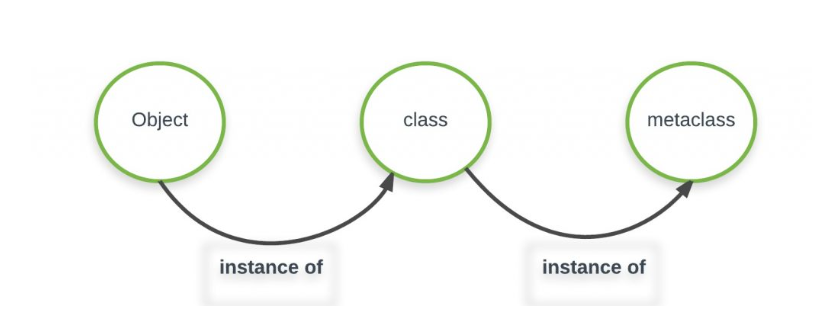 Object
class
metaclass
instance of
instance of